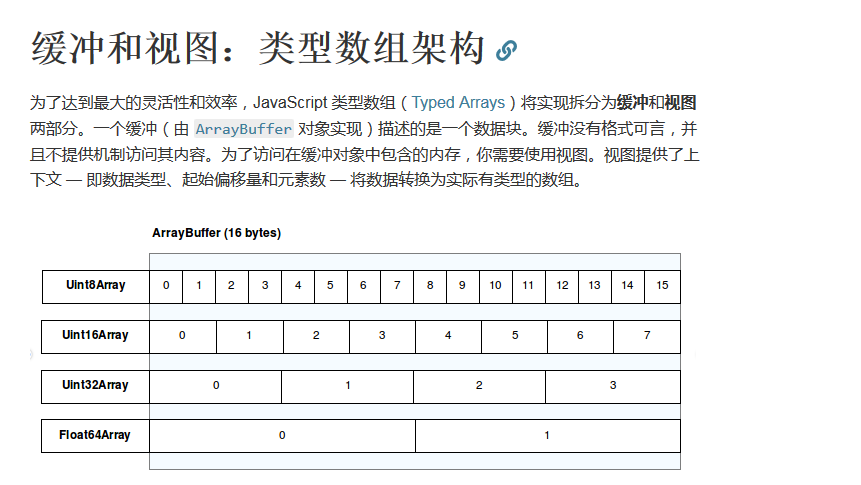 缓冲和视图：类型数组架构
为了达到最大的灵活性和效率，JavaScript 类型数组（Typed Arrays）将实现拆分为缓冲和视图
两部分。一个缓冲（由 ArrayBuffer 对象实现）描述的是一个数据块。缓冲没有格式可言，并
且不提供机制访问其内容。为了访问在缓冲对象中包含的内存，你需要使用视图。视图提供了上
下文 — 即数据类型、起始偏移量和元素数 — 将数据转换为实际有类型的数组。
ArrayBuffer (16 bytes)
Uint8Array 0 1 2 3 4 5 6 7 8 9 10 11 12 13 14 15
Uint16Array 0 1 2 3 4 5 6 7
Uint32Array 0 1 2 3
Float64Array 0 1